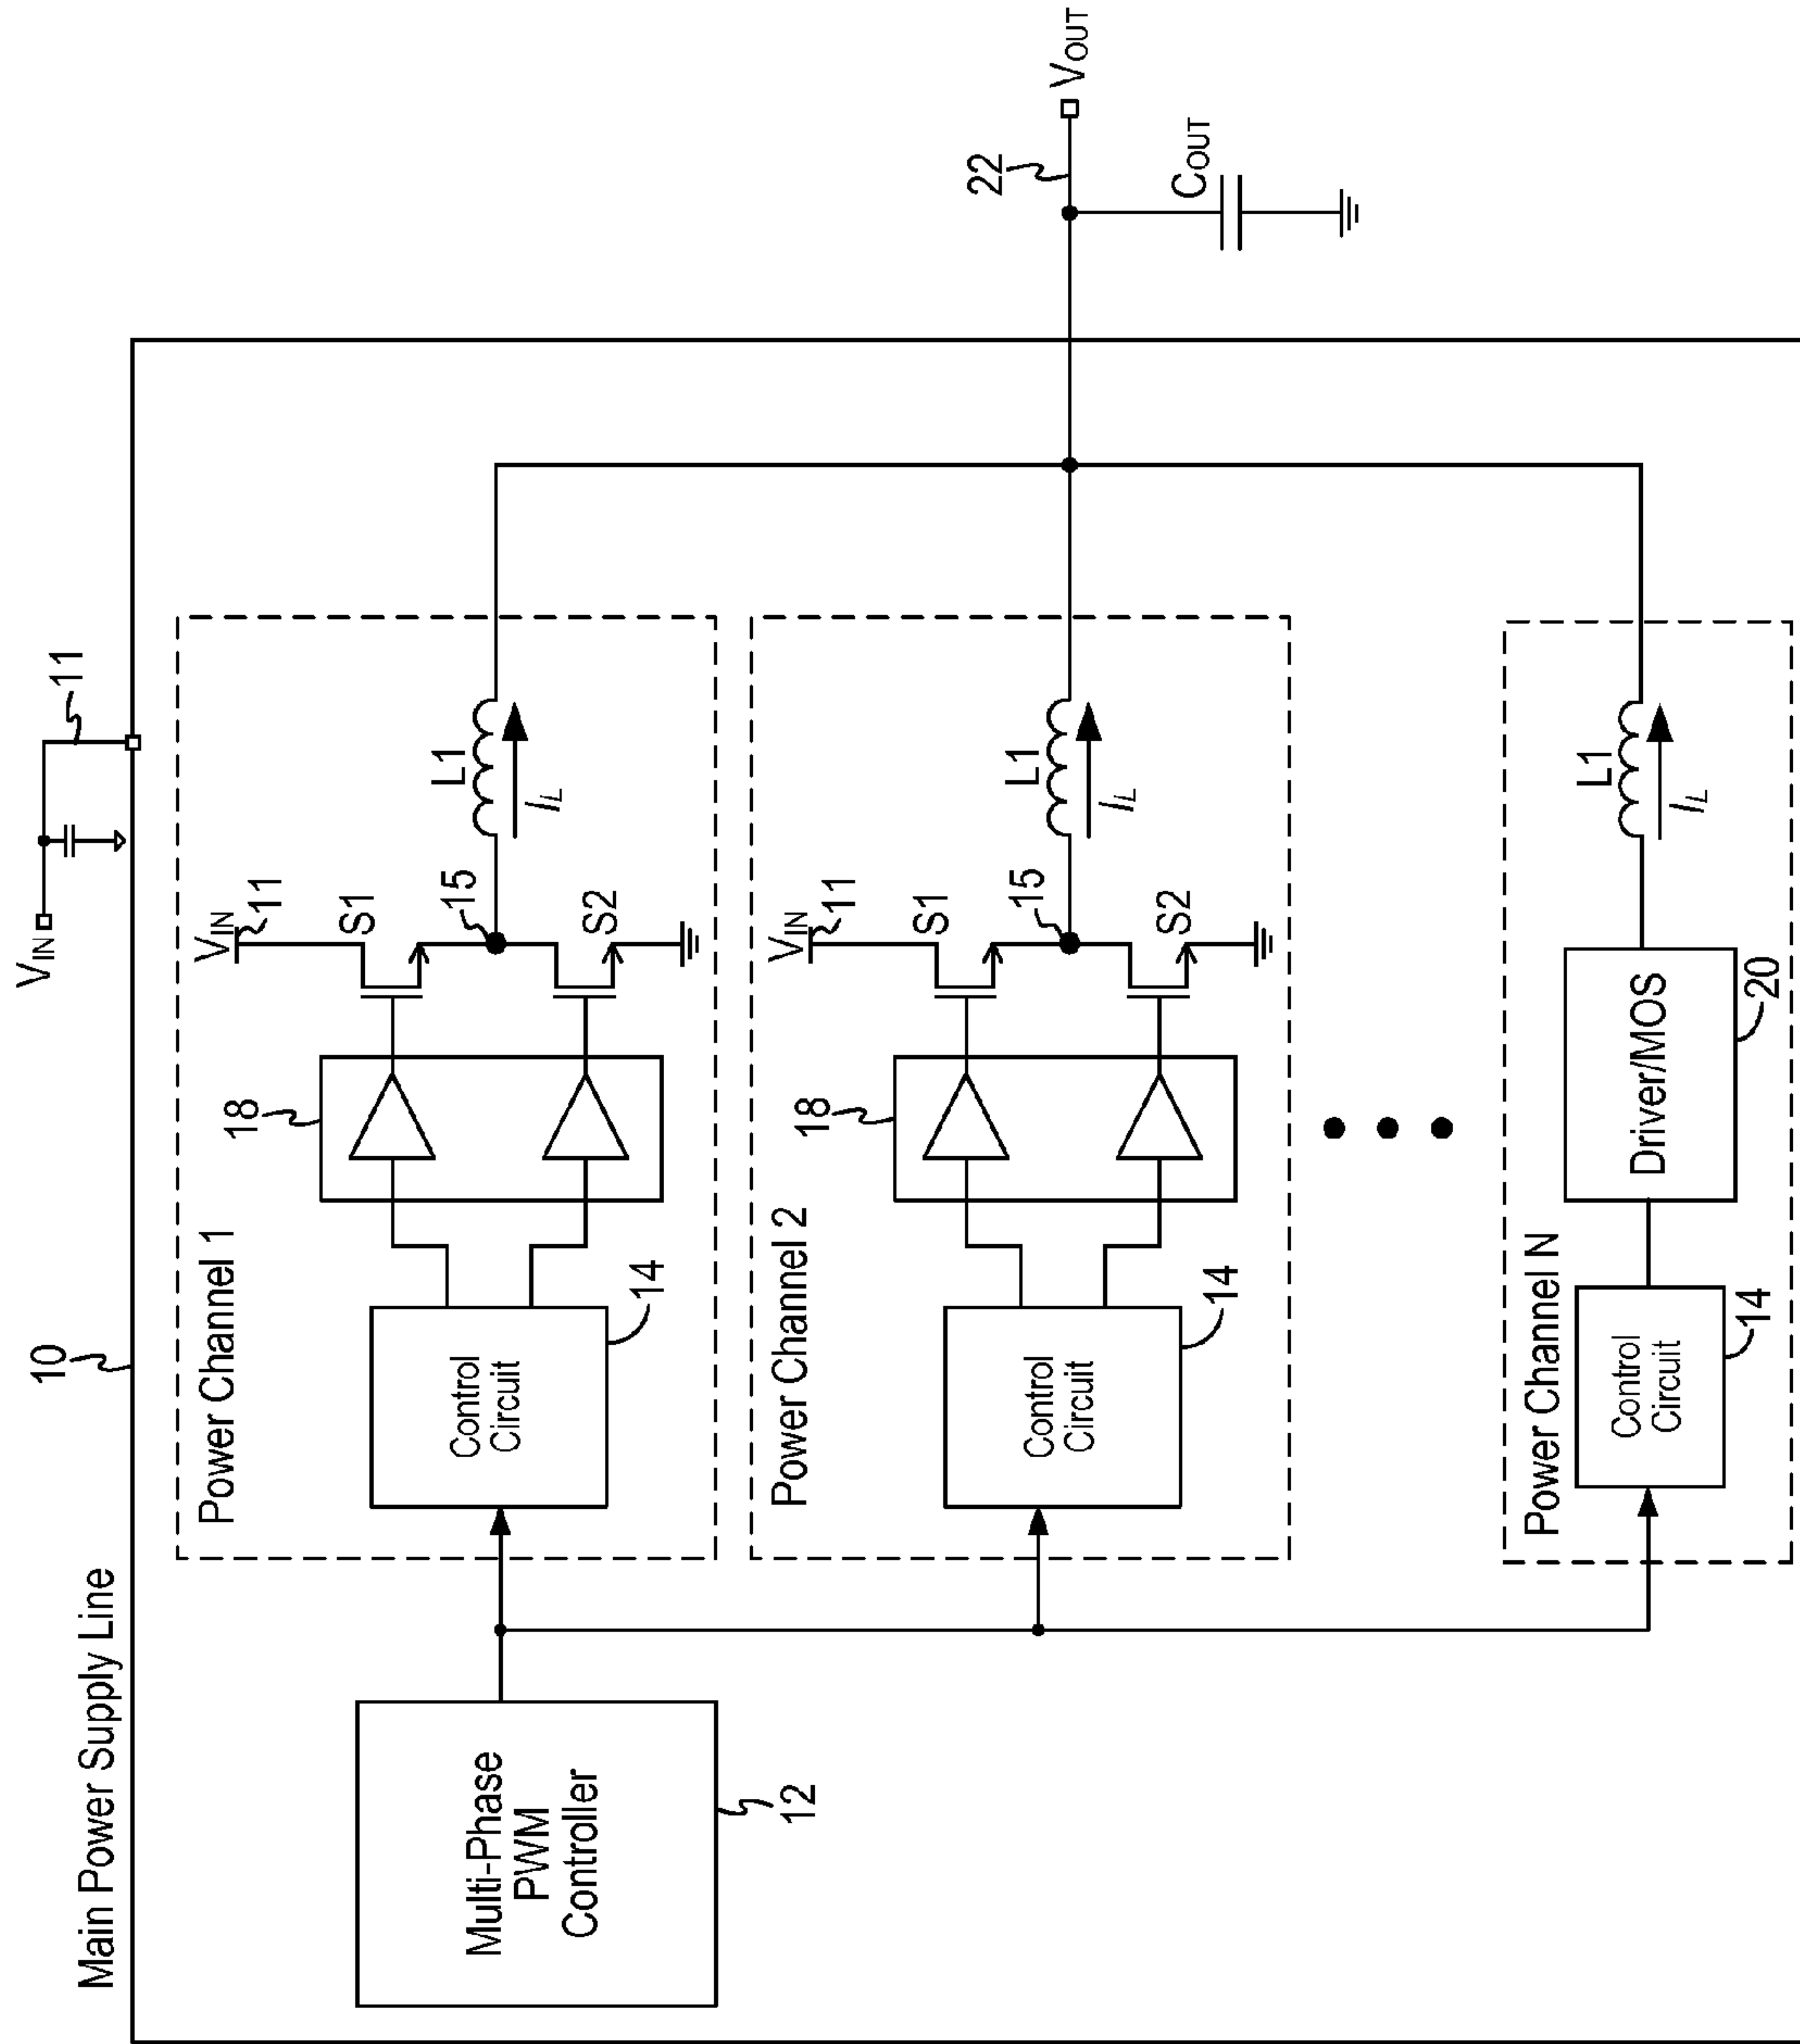 Main Power Supply Line
10
VIN
11
Multi-Phase
PWM
Controller
12
Power Channel 1
Control
Circuit
14
18
VIN
11
S1
15
S2
L1
IL
Power Channel 2
Control
Circuit
14
18
VIN
11
S1
15
S2
L1
IL
Power Channel N
Control
Circuit
14
Driver/MOS
20
L1
IL
22
VOUT
COUT